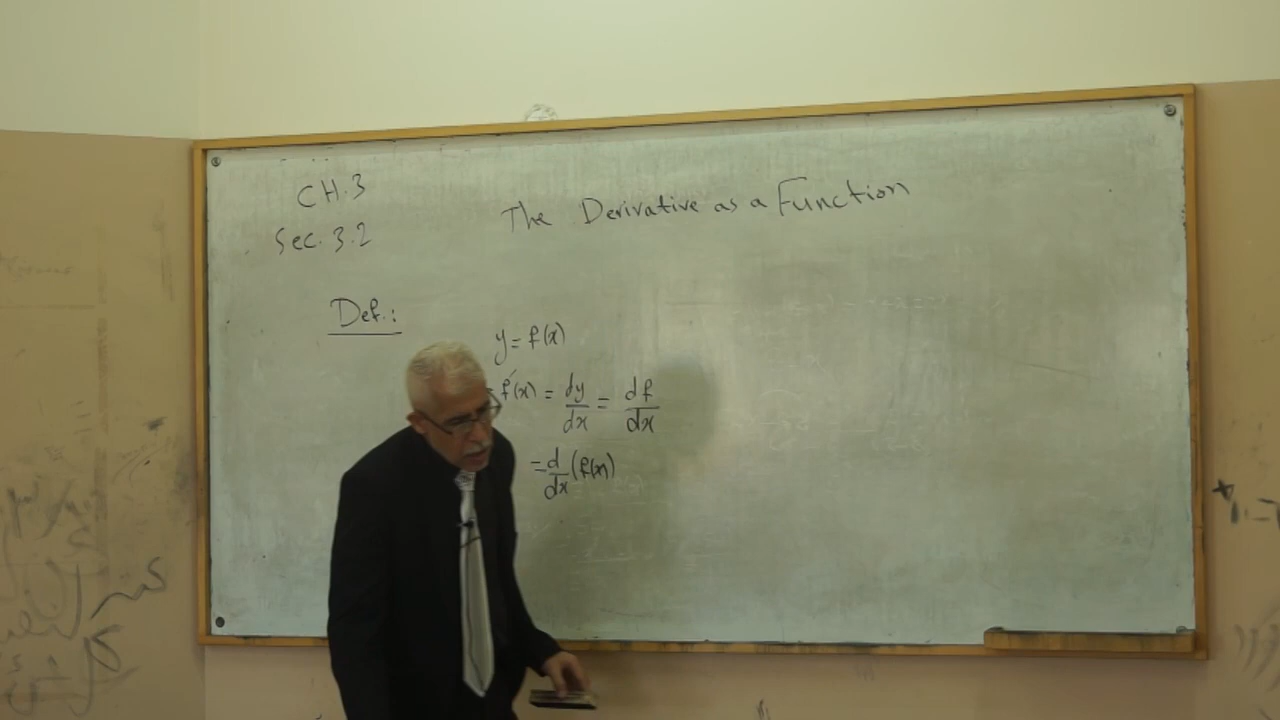 CH.3
Sec. 3.2
The Derivative as a Function
Def.:
y = f(x)
f'(x) = dy/dx = df/dx
= d/dx (f(x))